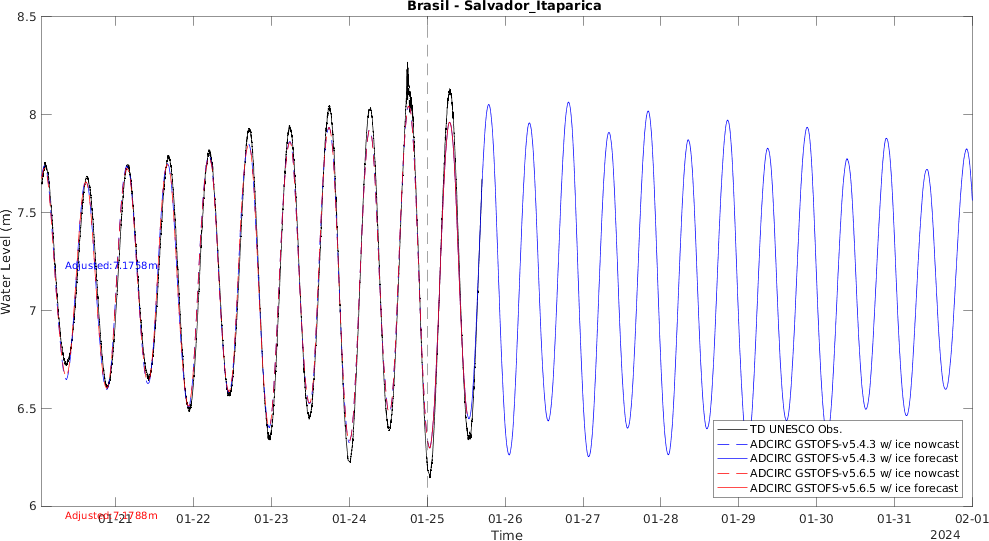 Brasil - Salvador_Itaparica
8.5
8
7.5
7
6.5
6
Water Level (m)
Adjusted:7.1758m
Adjusted:7.1788m
01-21
01-22
01-23
01-24
01-25
01-26
01-27
01-28
01-29
01-30
01-31
02-01
2024
Time
TD UNESCO Obs.
ADCIRC GSTOFS-v5.4.3 w/ ice nowcast
ADCIRC GSTOFS-v5.4.3 w/ ice forecast
ADCIRC GSTOFS-v5.6.5 w/ ice nowcast
ADCIRC GSTOFS-v5.6.5 w/ ice forecast